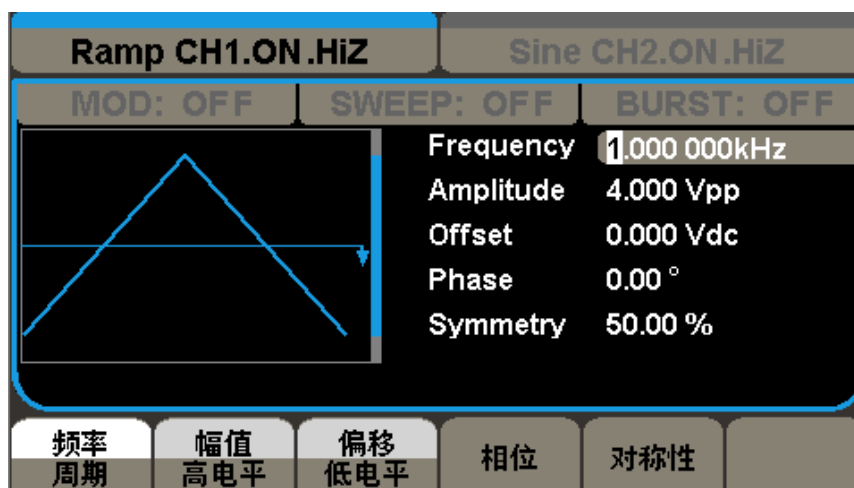 Ramp CH1.ON.HiZ
Sine CH2.ON.HiZ
MOD: OFF
SWEEP: OFF
BURST: OFF
Frequency 1.000 000kHz
Amplitude 4.000 Vpp
Offset 0.000 Vdc
Phase 0.00 °
Symmetry 50.00 %
频率 幅值 偏移 相位 对称性
周期 高电平 低电平